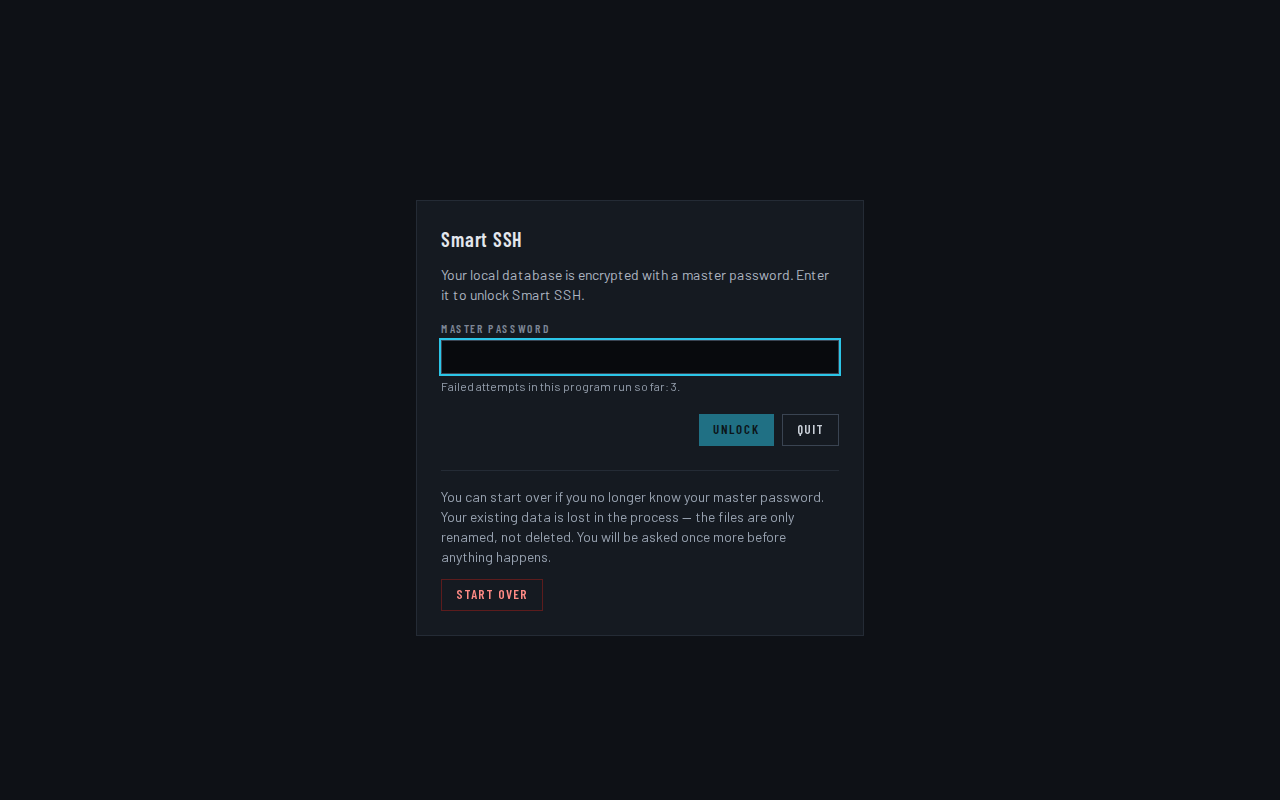 Smart SSH
Your local database is encrypted with a master password. Enter
it to unlock Smart SSH.
MASTER PASSWORD
Failed attempts in this program run so far: 3.
UNLOCK
QUIT
You can start over if you no longer know your master password.
Your existing data is lost in the process — the files are only
renamed, not deleted. You will be asked once more before
anything happens.
START OVER